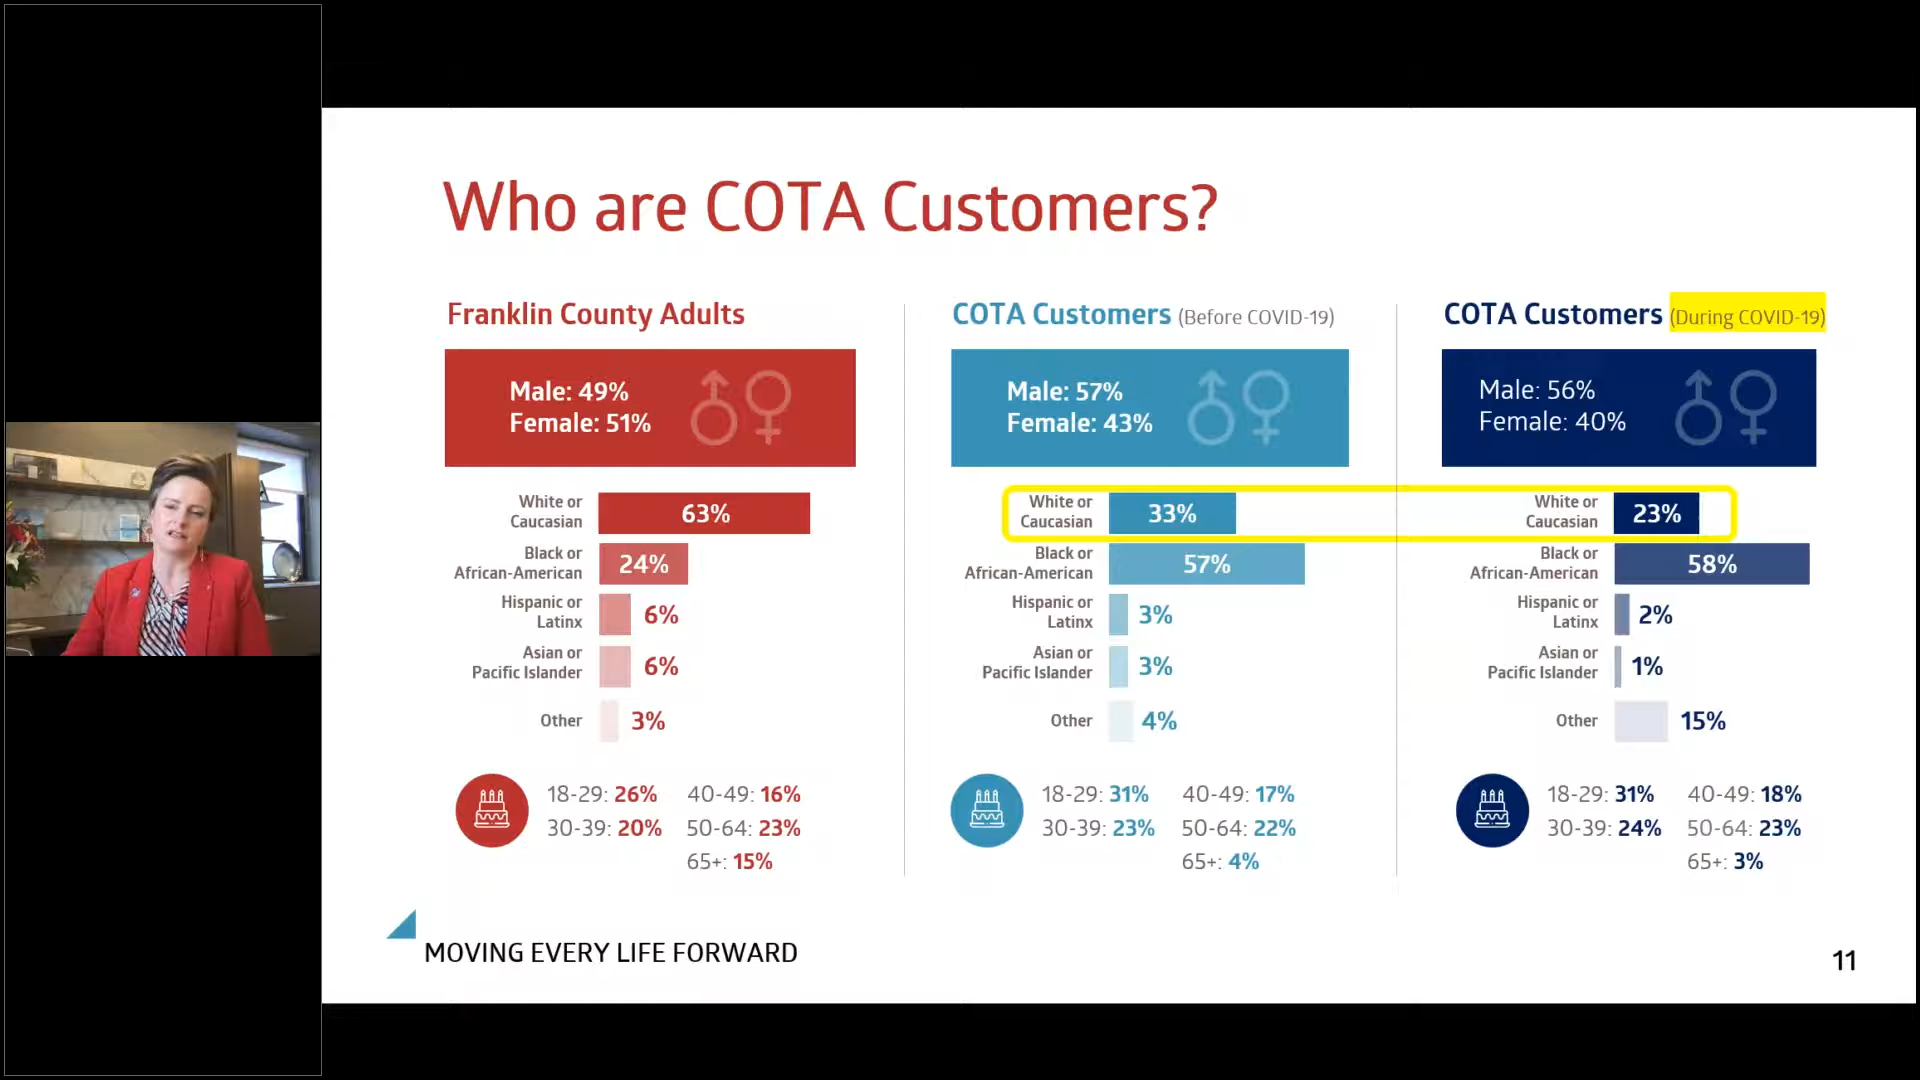 Who are COTA Customers?
Franklin County Adults
Male: 49%
Female: 51%
White or
Caucasian
63%
Black or
African-American
24%
Hispanic or
Latinx
6%
Asian or
Pacific Islander
6%
Other
3%
18-29: 26%
40-49: 16%
30-39: 20%
50-64: 23%
65+: 15%
COTA Customers (Before COVID-19)
Male: 57%
Female: 43%
White or
Caucasian
33%
Black or
African-American
57%
Hispanic or
Latinx
3%
Asian or
Pacific Islander
3%
Other
4%
18-29: 31%
40-49: 17%
30-39: 23%
50-64: 22%
65+: 4%
COTA Customers (During COVID-19)
Male: 56%
Female: 40%
White or
Caucasian
23%
Black or
African-American
58%
Hispanic or
Latinx
2%
Asian or
Pacific Islander
1%
Other
15%
18-29: 31%
40-49: 18%
30-39: 24%
50-64: 23%
65+: 3%
MOVING EVERY LIFE FORWARD
11